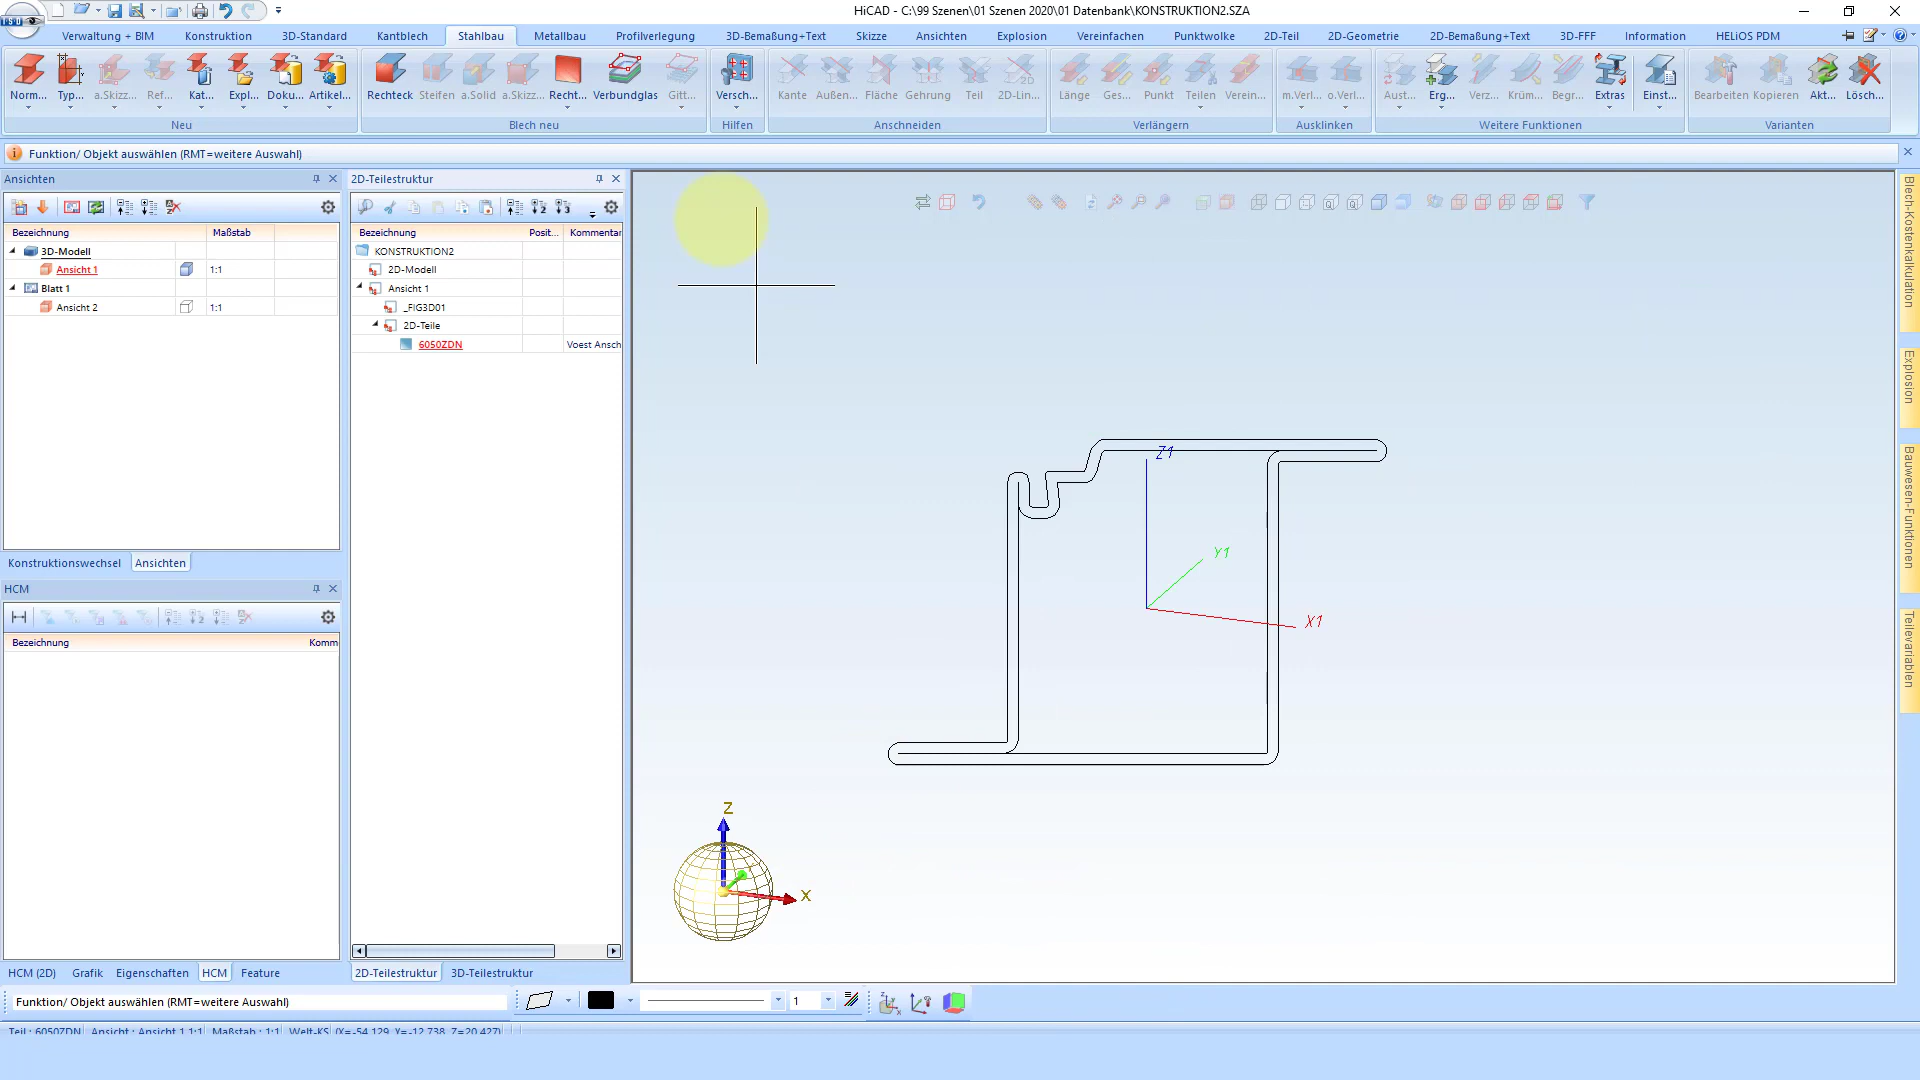 HiCAD - C:\99 Szenen\01 Szenen 2020\01 Datenbank\KONSTRUKTION2.SZA
Verwaltung + BIM Konstruktion 3D-Standard Kantblech Stahlbau Metallbau Profilverlegung 3D-Bemaßung+Text Skizze Ansichten Explosion Vereinfachen Punktwolke 2D-Teil 2D-Geometrie 2D-Bemaßung+Text 3D-FFF Information HELiOS PDM
Norm... Typ... a.Skizz... Ref... Kat... Expl... Doku... Artikel... Rechteck Steifen a.Solid a.Skizz... Recht... Verbundglas Gitt... Versch... Kante Außen... Fläche Gehrung Teil 2D-Lin... Länge Ges... Punkt Teilen Verein... m.Verl... o.Verl... Aust... Erg... Verz... Krüm... Begr... Extras Einst... Bearbeiten Kopieren Akt... Lösch...
Neu Blech neu Hilfen Anschneiden Verlängern Ausklinken Weitere Funktionen Varianten
Funktion/ Objekt auswählen (RMT=weitere Auswahl)
Ansichten
Bezeichnung Maßstab
3D-Modell
Ansicht 1 1:1
Blatt 1
Ansicht 2 1:1
Konstruktionswechsel Ansichten
HCM
Bezeichnung Komm
HCM (2D) Grafik Eigenschaften HCM Feature
2D-Teilestruktur
Bezeichnung Posit... Kommentar
KONSTRUKTION2
2D-Modell
Ansicht 1
_FIG3D01
2D-Teile
6050ZDN Voest Ansch
2D-Teilestruktur 3D-Teilestruktur
Z1
Y1
X1
Z
X
Blech-Kostenkalkulation
Explosion
Bauwesen-Funktionen
Teilevariablen
Funktion/ Objekt auswählen (RMT=weitere Auswahl) 1
Teil : 6050ZDN Ansicht : Ansicht 1 1:1 Maßstab : 1:1 Welt-KS (X=-54.129, Y=-12.738, Z=20.427)